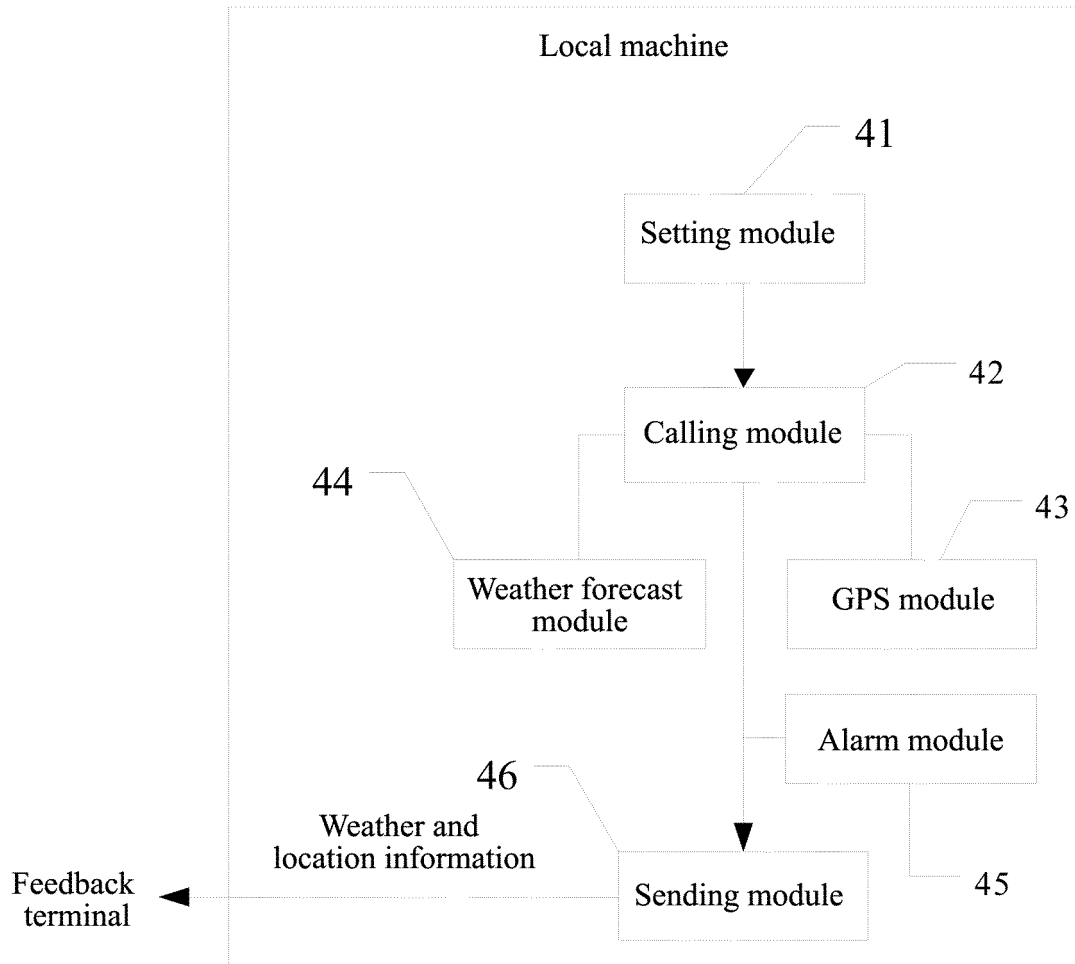 Local machine
41
Setting module
42
Calling module
44
43
Weather forecast
module
GPS module
Alarm module
46
Weather and
location information
45
Feedback
terminal
Sending module